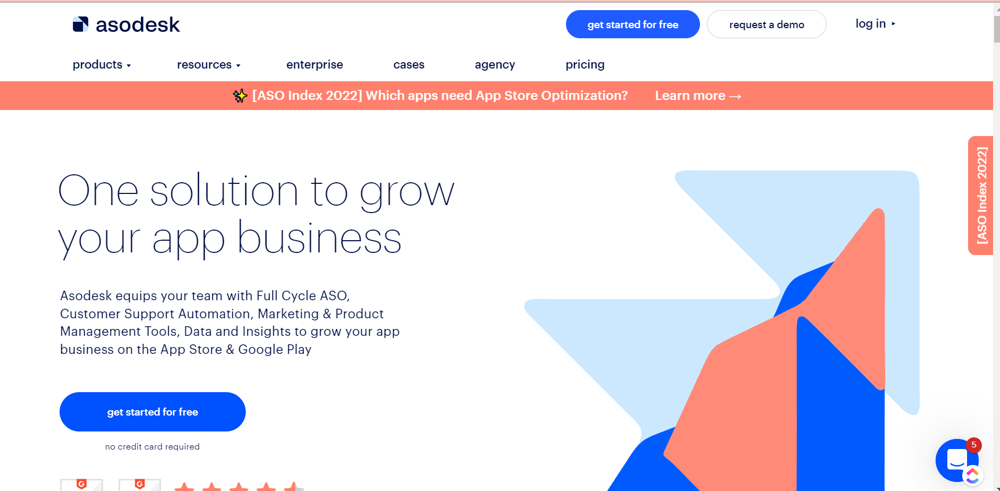 asodesk
get started for free
request a demo
log in
products
resources
enterprise
cases
agency
pricing
[ASO Index 2022] Which apps need App Store Optimization?
Learn more →
[ASO Index 2022]
One solution to grow
your app business
Asodesk equips your team with Full Cycle ASO,
Customer Support Automation, Marketing & Product
Management Tools, Data and Insights to grow your app
business on the App Store & Google Play
get started for free
no credit card required
5